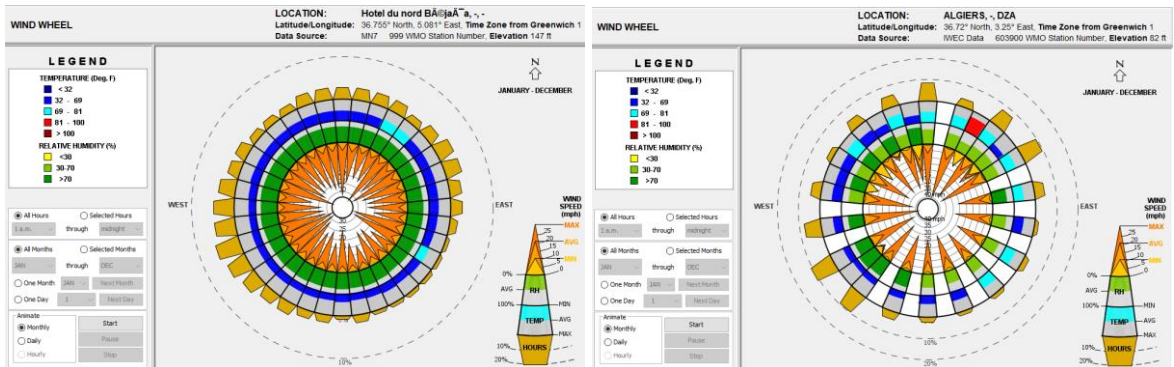 WIND WHEEL
LOCATION: Hotel du nord BÃ©jaÃ¯a, -, -
Latitude/Longitude: 36.755° North, 5.081° East, Time Zone from Greenwich 1
Data Source: MN7 999 WMO Station Number, Elevation 147 ft
LEGEND
TEMPERATURE (Deg. F)
< 32
32 - 69
69 - 81
81 - 100
> 100
RELATIVE HUMIDITY (%)
<30
30-70
>70
All Hours Selected Hours
1 a.m. through midnight
All Months Selected Months
JAN through DEC
One Month JAN Next Month
One Day 1 Next Day
Animate
Monthly Start
Daily Pause
Hourly Stop
N
JANUARY - DECEMBER
WEST
EAST
10%
WIND
SPEED
(mph)
MAX
25
20
AVG
15
10
MIN
5
0
0%
RH
AVG
100% MIN
TEMP AVG
MAX
HOURS
10%
20%
WIND WHEEL
LOCATION: ALGIERS, -, DZA
Latitude/Longitude: 36.72° North, 3.25° East, Time Zone from Greenwich 1
Data Source: IWEC Data 603900 WMO Station Number, Elevation 82 ft
LEGEND
TEMPERATURE (Deg. F)
< 32
32 - 69
69 - 81
81 - 100
> 100
RELATIVE HUMIDITY (%)
<30
30-70
>70
All Hours Selected Hours
1 a.m. through midnight
All Months Selected Months
JAN through DEC
One Month JAN Next Month
One Day 1 Next Day
Animate
Monthly Start
Daily Pause
Hourly Stop
N
JANUARY - DECEMBER
WEST
EAST
10%
WIND
SPEED
(mph)
MAX
25
20
AVG
15
10
MIN
5
0
0%
RH
AVG
100% MIN
TEMP AVG
MAX
HOURS
10%
20%